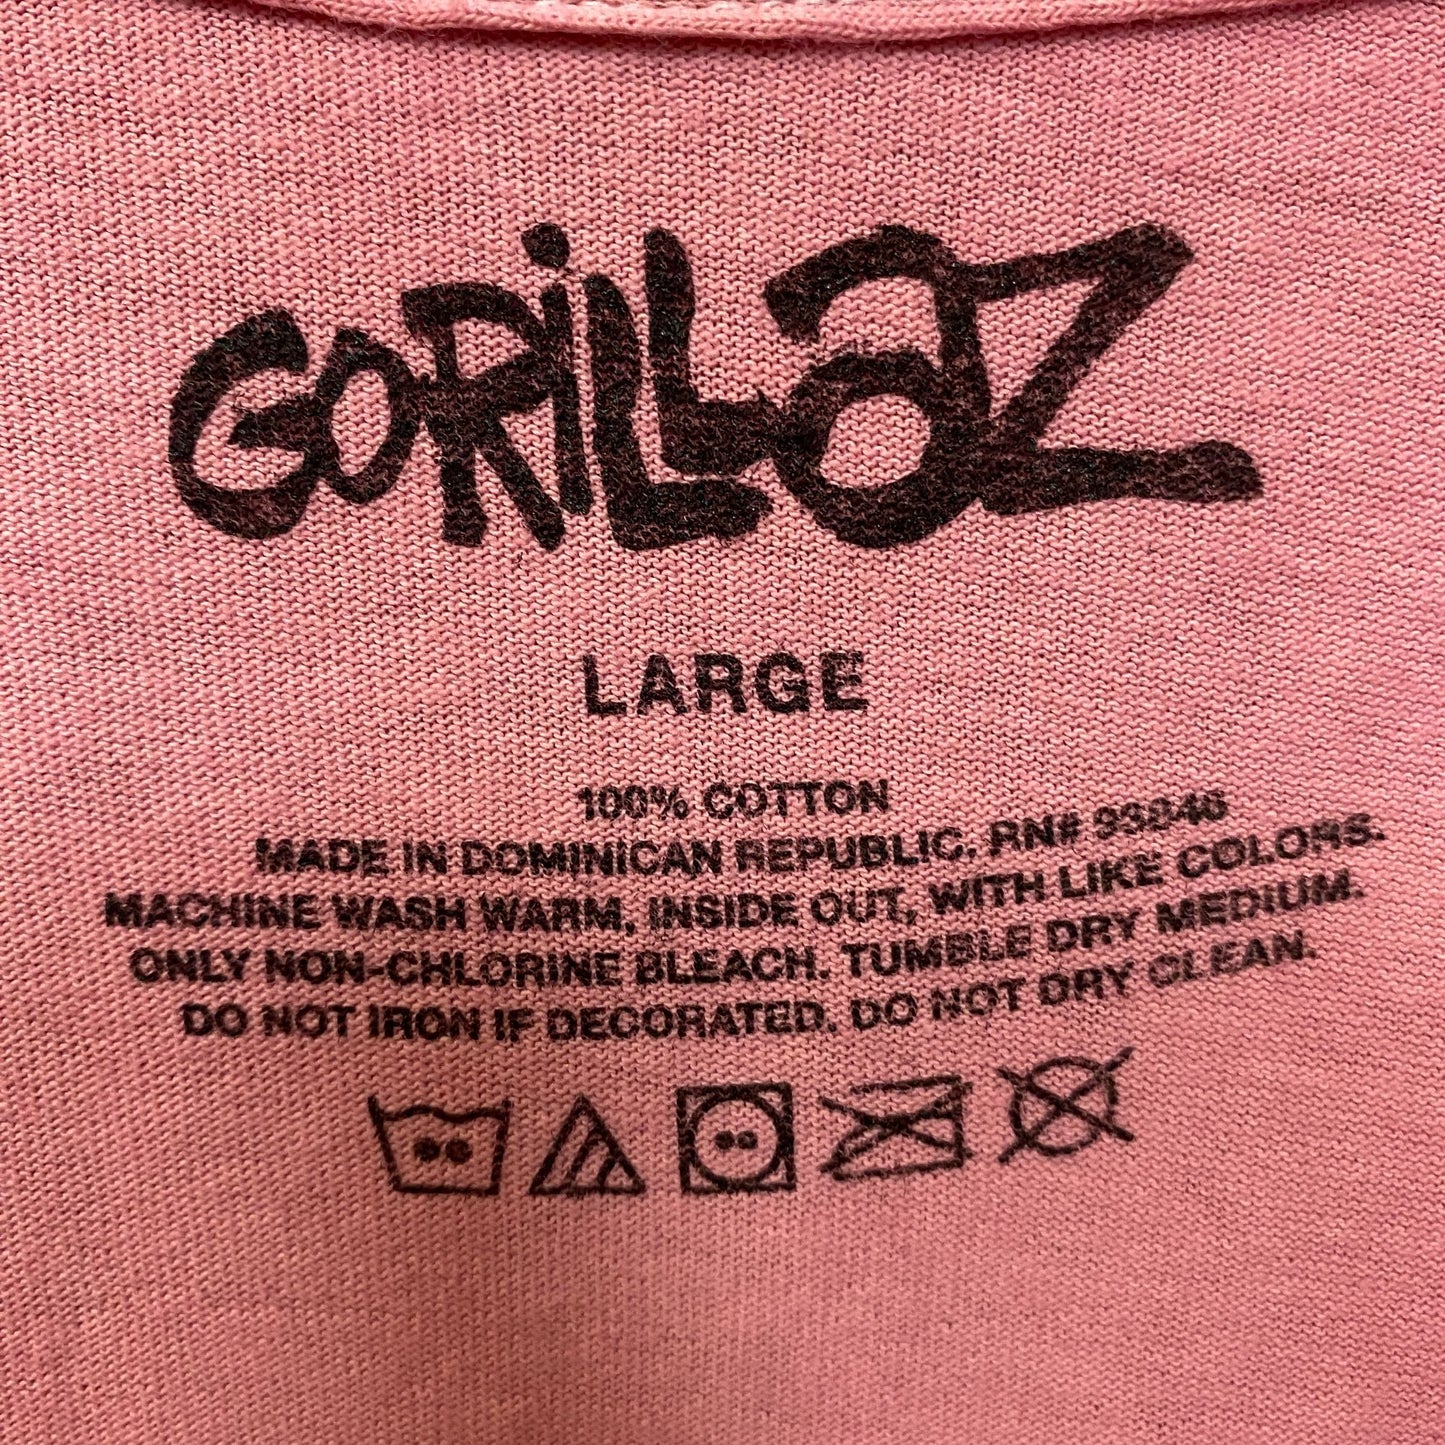 GORiLLaZ
LARGE
100% COTTON
MADE IN DOMINICAN REPUBLIC. RN# 93846
MACHINE WASH WARM, INSIDE OUT, WITH LIKE COLORS.
ONLY NON-CHLORINE BLEACH. TUMBLE DRY MEDIUM.
DO NOT IRON IF DECORATED. DO NOT DRY CLEAN.